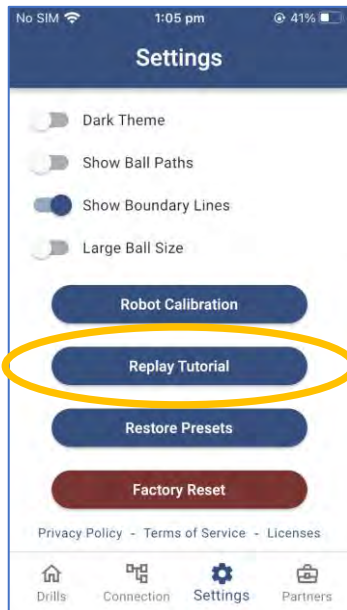 No SIM 1:05 pm 41%
Settings
Dark Theme
Show Ball Paths
Show Boundary Lines
Large Ball Size
Robot Calibration
Replay Tutorial
Restore Presets
Factory Reset
Privacy Policy - Terms of Service - Licenses
Drills Connection Settings Partners